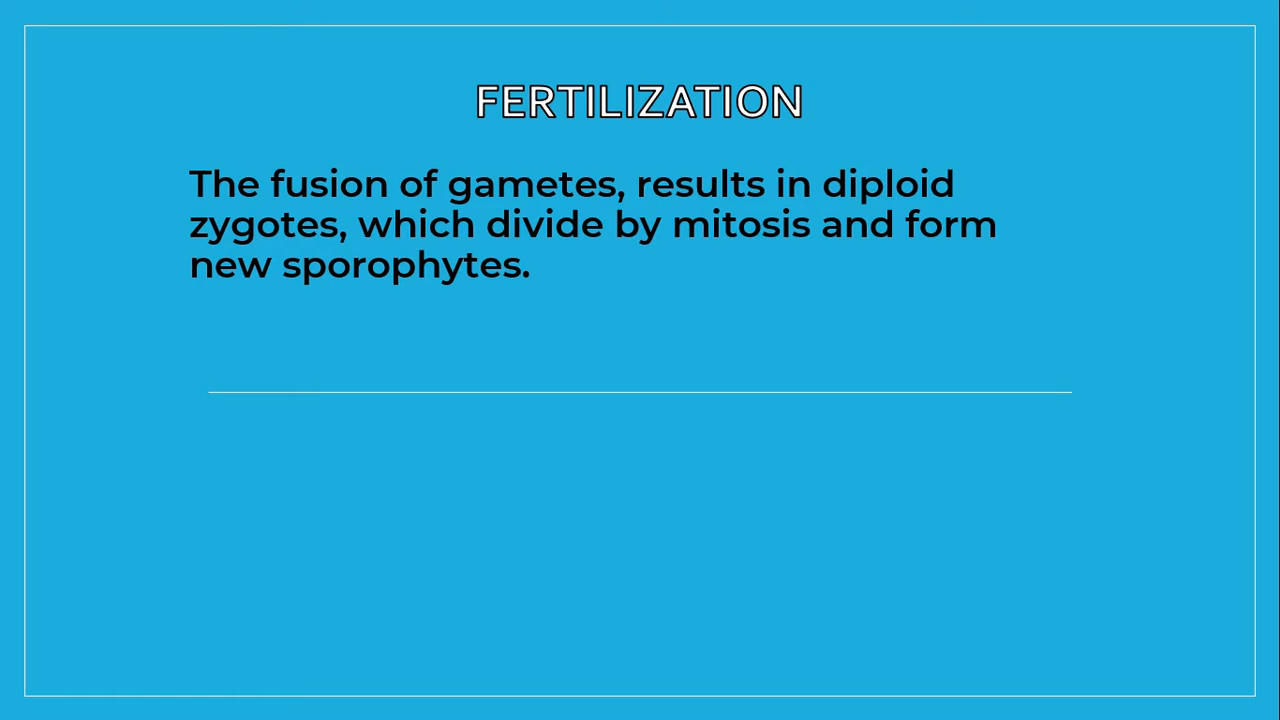 FERTILIZATION
The fusion of gametes, results in diploid
zygotes, which divide by mitosis and form
new sporophytes.